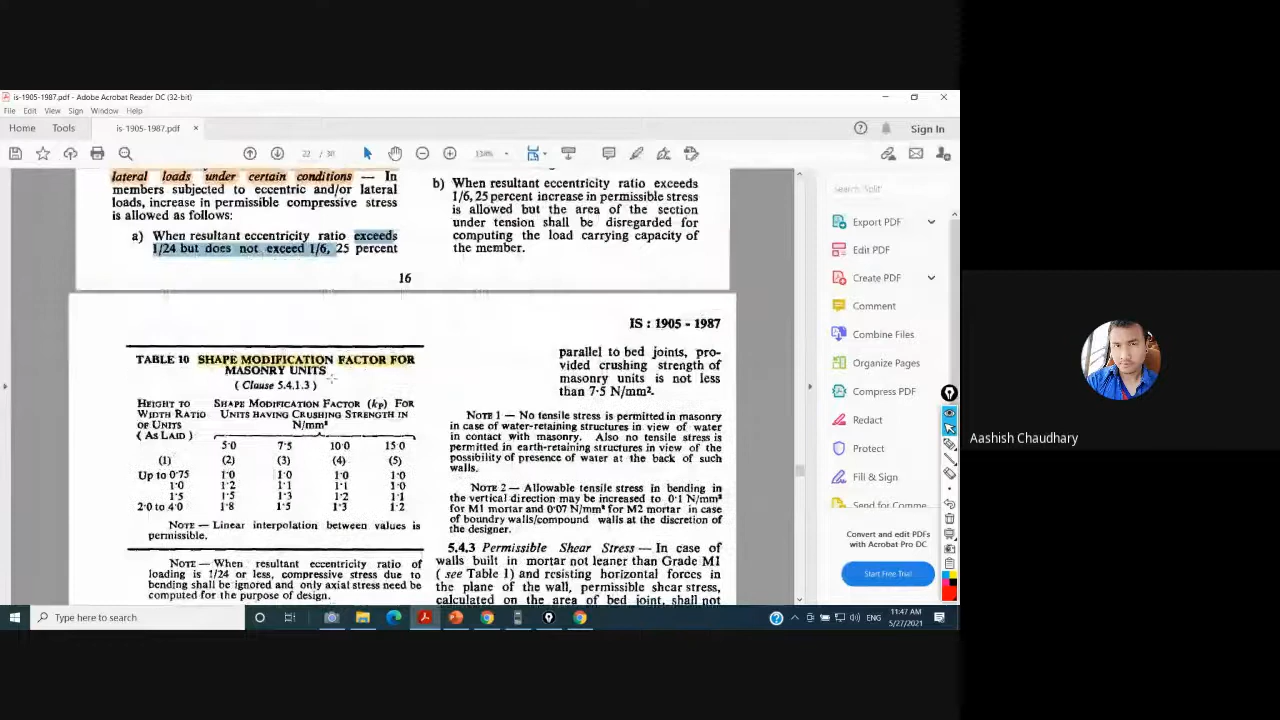 is-1905-1987.pdf - Adobe Acrobat Reader DC (32-bit)
File Edit View Sign Window Help
Home Tools is-1905-1987.pdf × Sign In
22 / 30
lateral loads under certain conditions — In
members subjected to eccentric and/or lateral
loads, increase in permissible compressive stress
is allowed as follows:
a) When resultant eccentricity ratio exceeds
1/24 but does not exceed 1/6, 25 percent
b) When resultant eccentricity ratio exceeds
1/6, 25 percent increase in permissible stress
is allowed but the area of the section
under tension shall be disregarded for
computing the load carrying capacity of
the member.
16
IS : 1905 - 1987
TABLE 10 SHAPE MODIFICATION FACTOR FOR
MASONRY UNITS
( Clause 5.4.1.3 )
HEIGHT TO SHAPE MODIFICATION FACTOR (kp) FOR
WIDTH RATIO UNITS HAVING CRUSHING STRENGTH IN
OF UNITS N/mm²
( AS LAID )
5·0 7·5 10·0 15·0
(1) (2) (3) (4) (5)
Up to 0·75 1·0 1·0 1·0 1·0
1·0 1·2 1·1 1·1 1·0
1·5 1·5 1·3 1·2 1·1
2·0 to 4·0 1·8 1·5 1·3 1·2
NOTE — Linear interpolation between values is
permissible.
NOTE — When resultant eccentricity ratio of
loading is 1/24 or less, compressive stress due to
bending shall be ignored and only axial stress need be
computed for the purpose of design.
parallel to bed joints, pro-
vided crushing strength of
masonry units is not less
than 7·5 N/mm².
NOTE 1 — No tensile stress is permitted in masonry
in case of water-retaining structures in view of water
in contact with masonry. Also no tensile stress is
permitted in earth-retaining structures in view of the
possibility of presence of water at the back of such
walls.
NOTE 2 — Allowable tensile stress in bending in
the vertical direction may be increased to 0·1 N/mm²
for M1 mortar and 0·07 N/mm² for M2 mortar in case
of boundry walls/compound walls at the discretion of
the designer.
5.4.3 Permissible Shear Stress — In case of
walls built in mortar not leaner than Grade M1
( see Table 1 ) and resisting horizontal forces in
the plane of the wall, permissible shear stress,
calculated on the area of bed joint, shall not
Export PDF
Edit PDF
Create PDF
Comment
Combine Files
Organize Pages
Compress PDF
Redact
Protect
Fill & Sign
Send for Comme
Convert and edit PDFs
with Acrobat Pro DC
Start Free Trial
Aashish Chaudhary
Type here to search
ENG
11:47 AM
5/27/2021